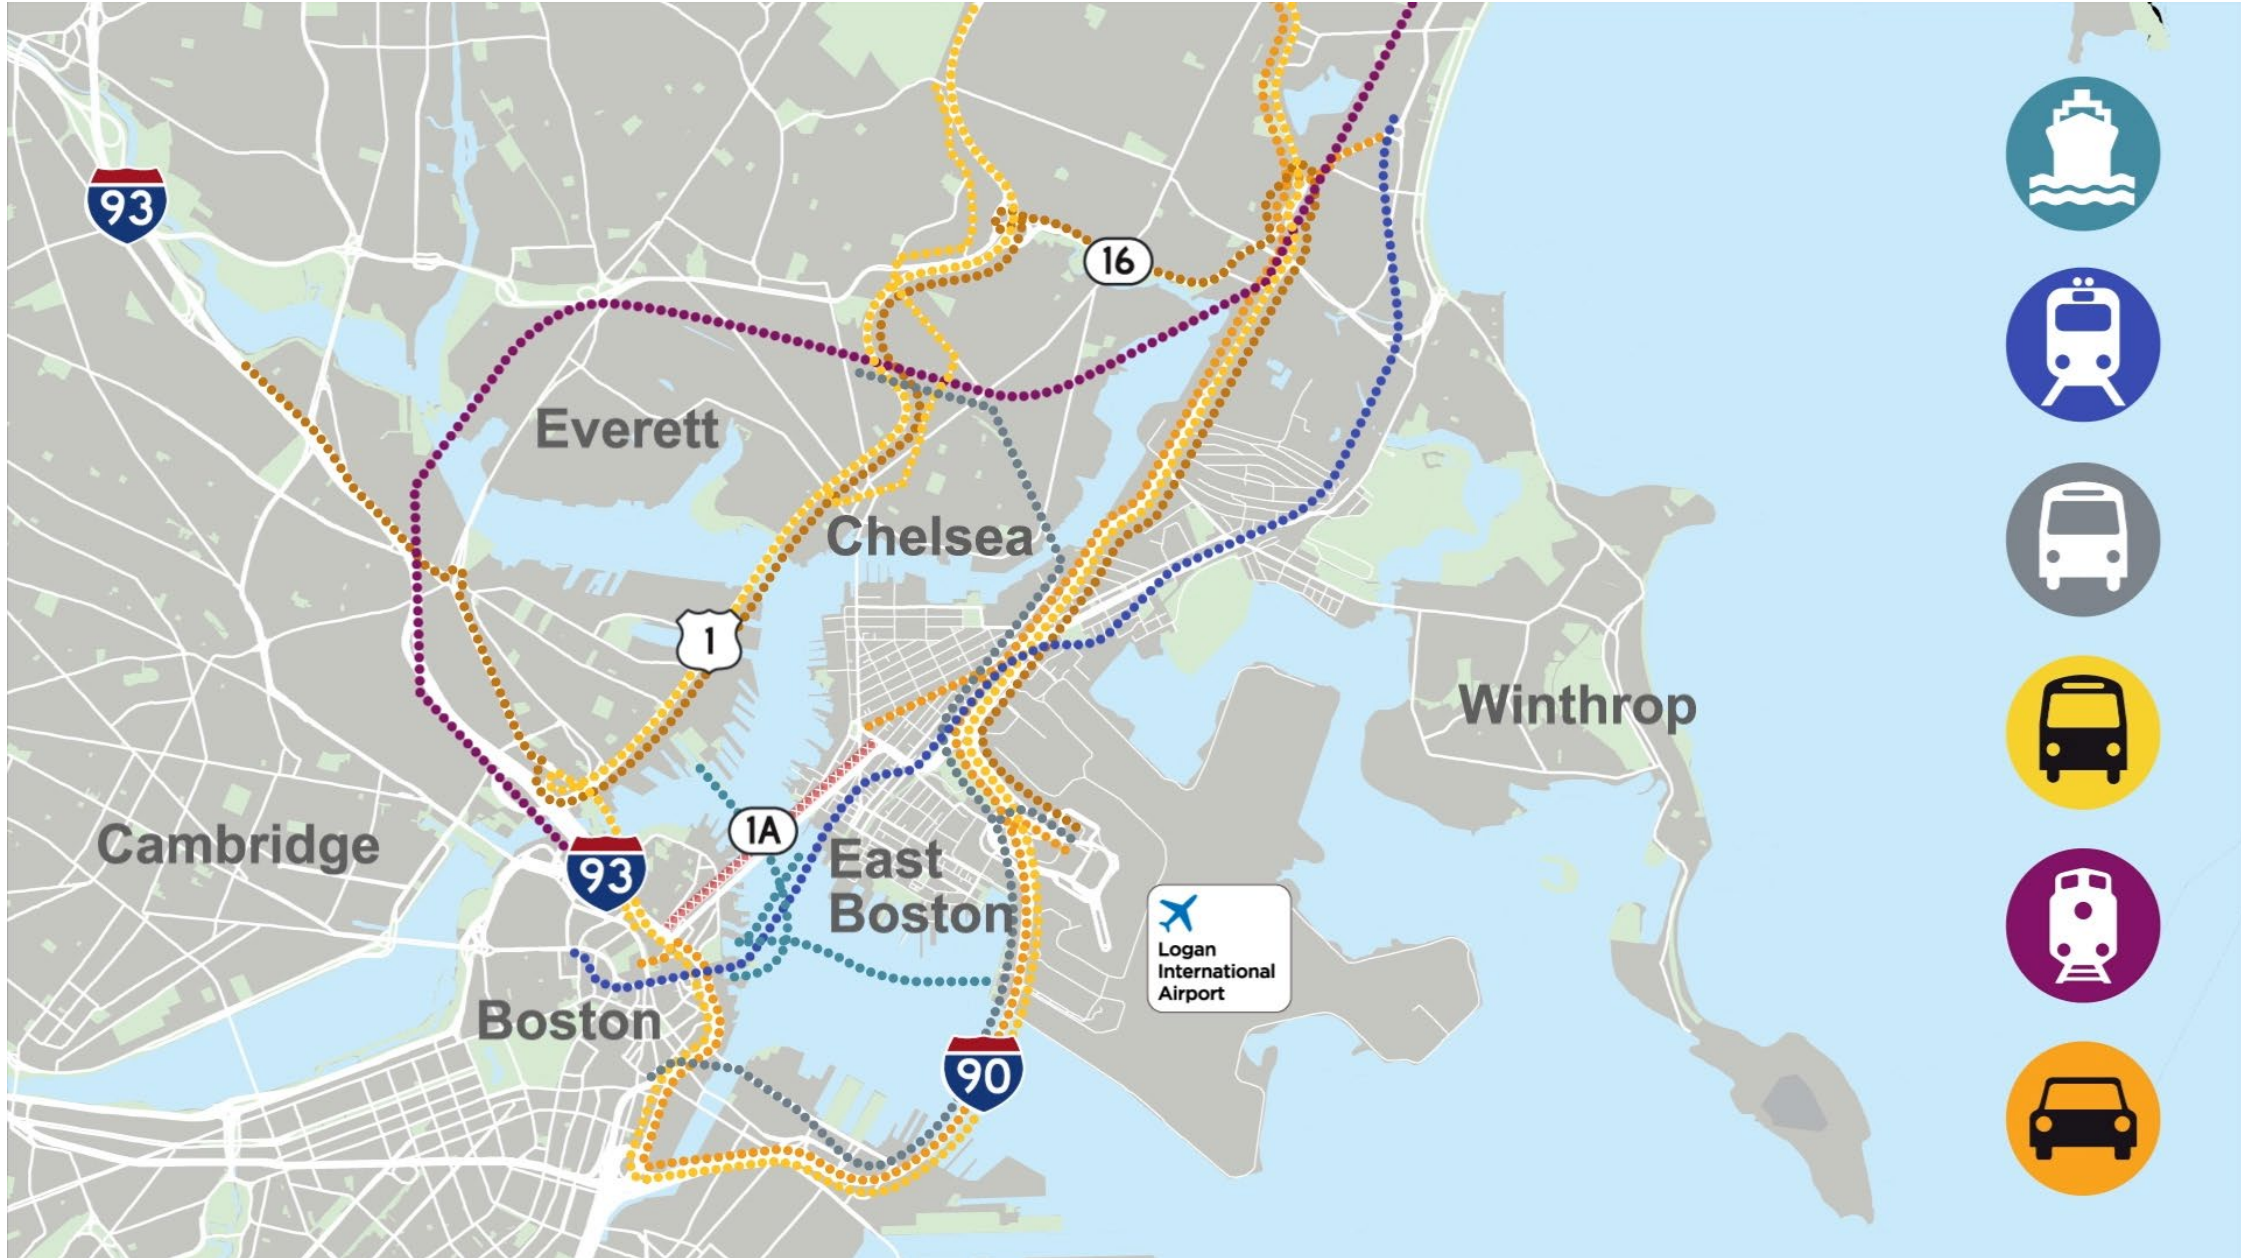 93
16
Everett
Chelsea
1
Winthrop
1A
Cambridge
93
East
Boston
Logan
International
Airport
Boston
90